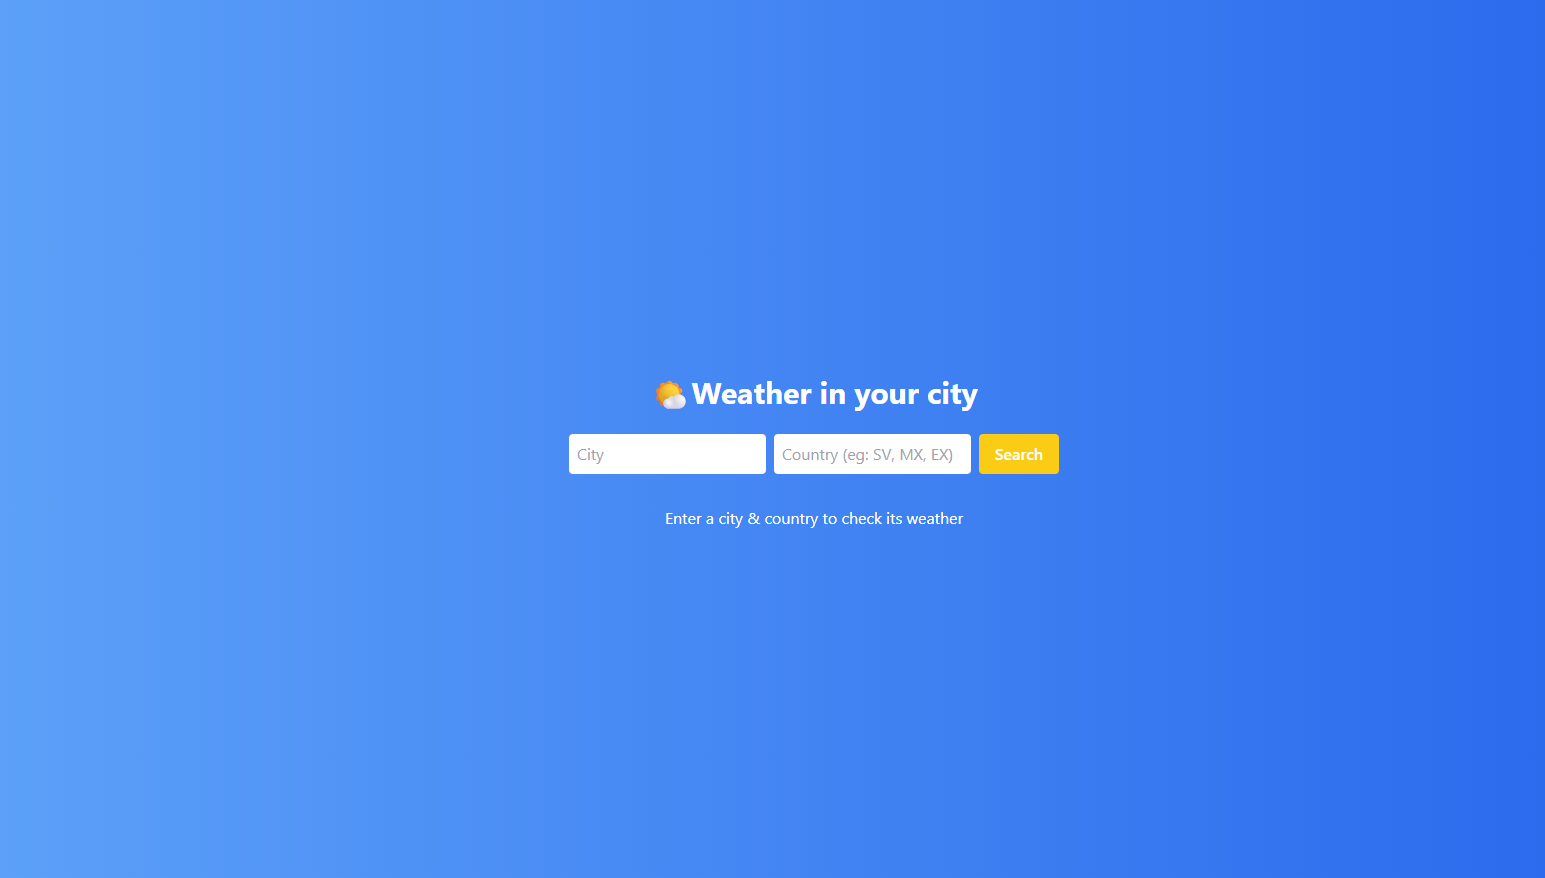 Weather in your city
City
Country (eg: SV, MX, EX)
Search
Enter a city & country to check its weather